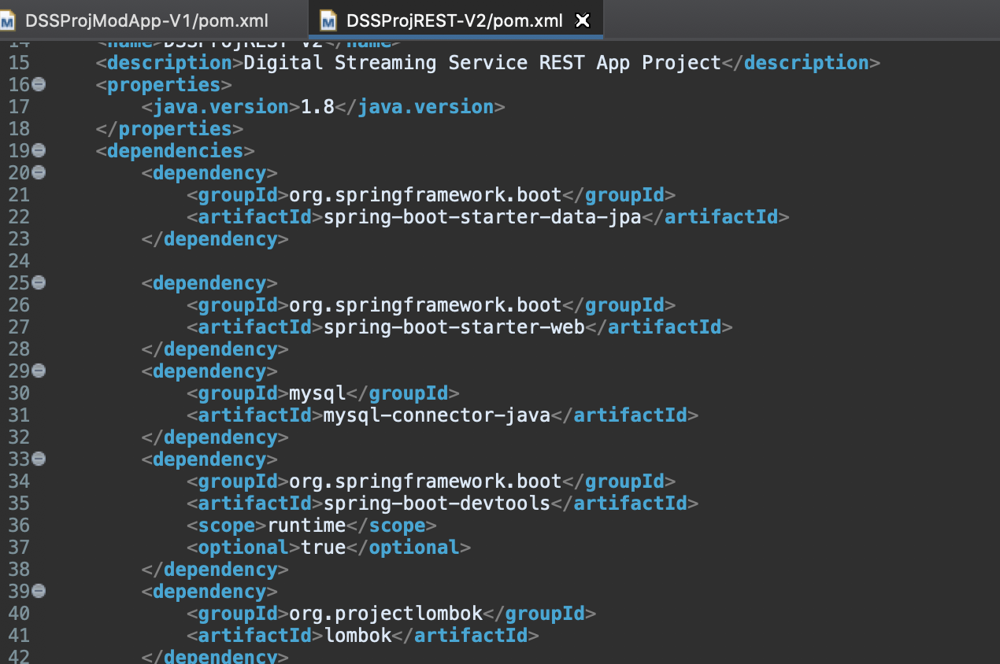 DSSProjModApp-V1/pom.xml DSSProjREST-V2/pom.xml
14 <name>DSSProjREST-V2</name>
15 <description>Digital Streaming Service REST App Project</description>
16 <properties>
17 <java.version>1.8</java.version>
18 </properties>
19 <dependencies>
20 <dependency>
21 <groupId>org.springframework.boot</groupId>
22 <artifactId>spring-boot-starter-data-jpa</artifactId>
23 </dependency>
24
25 <dependency>
26 <groupId>org.springframework.boot</groupId>
27 <artifactId>spring-boot-starter-web</artifactId>
28 </dependency>
29 <dependency>
30 <groupId>mysql</groupId>
31 <artifactId>mysql-connector-java</artifactId>
32 </dependency>
33 <dependency>
34 <groupId>org.springframework.boot</groupId>
35 <artifactId>spring-boot-devtools</artifactId>
36 <scope>runtime</scope>
37 <optional>true</optional>
38 </dependency>
39 <dependency>
40 <groupId>org.projectlombok</groupId>
41 <artifactId>lombok</artifactId>
42 </dependency>